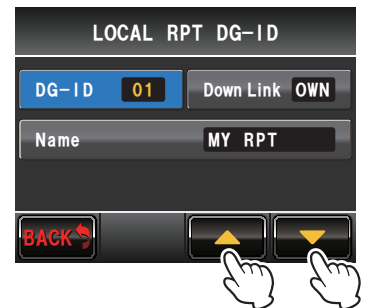 LOCAL RPT DG-ID
DG-ID 01 Down Link OWN
Name MY RPT
BACK